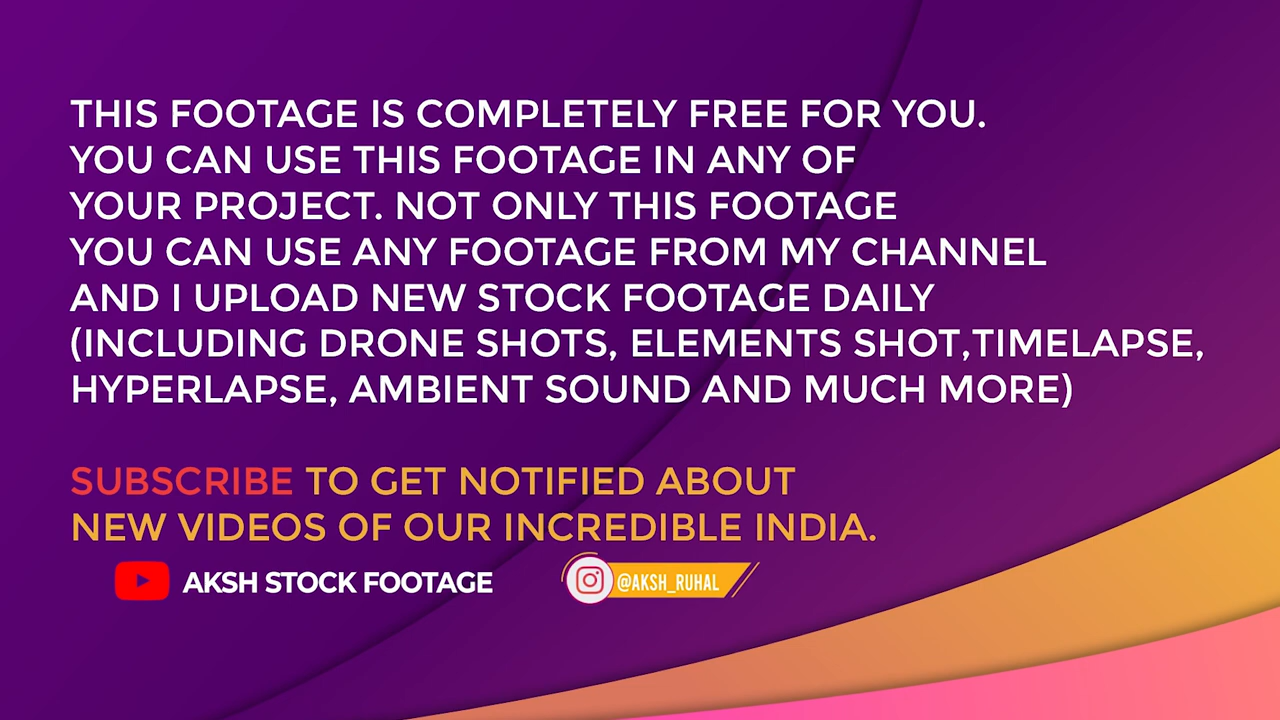 THIS FOOTAGE IS COMPLETELY FREE FOR YOU.
YOU CAN USE THIS FOOTAGE IN ANY OF
YOUR PROJECT. NOT ONLY THIS FOOTAGE
YOU CAN USE ANY FOOTAGE FROM MY CHANNEL
AND I UPLOAD NEW STOCK FOOTAGE DAILY
(INCLUDING DRONE SHOTS, ELEMENTS SHOT,TIMELAPSE,
HYPERLAPSE, AMBIENT SOUND AND MUCH MORE)
SUBSCRIBE TO GET NOTIFIED ABOUT
NEW VIDEOS OF OUR INCREDIBLE INDIA.
AKSH STOCK FOOTAGE
@AKSH_RUHAL